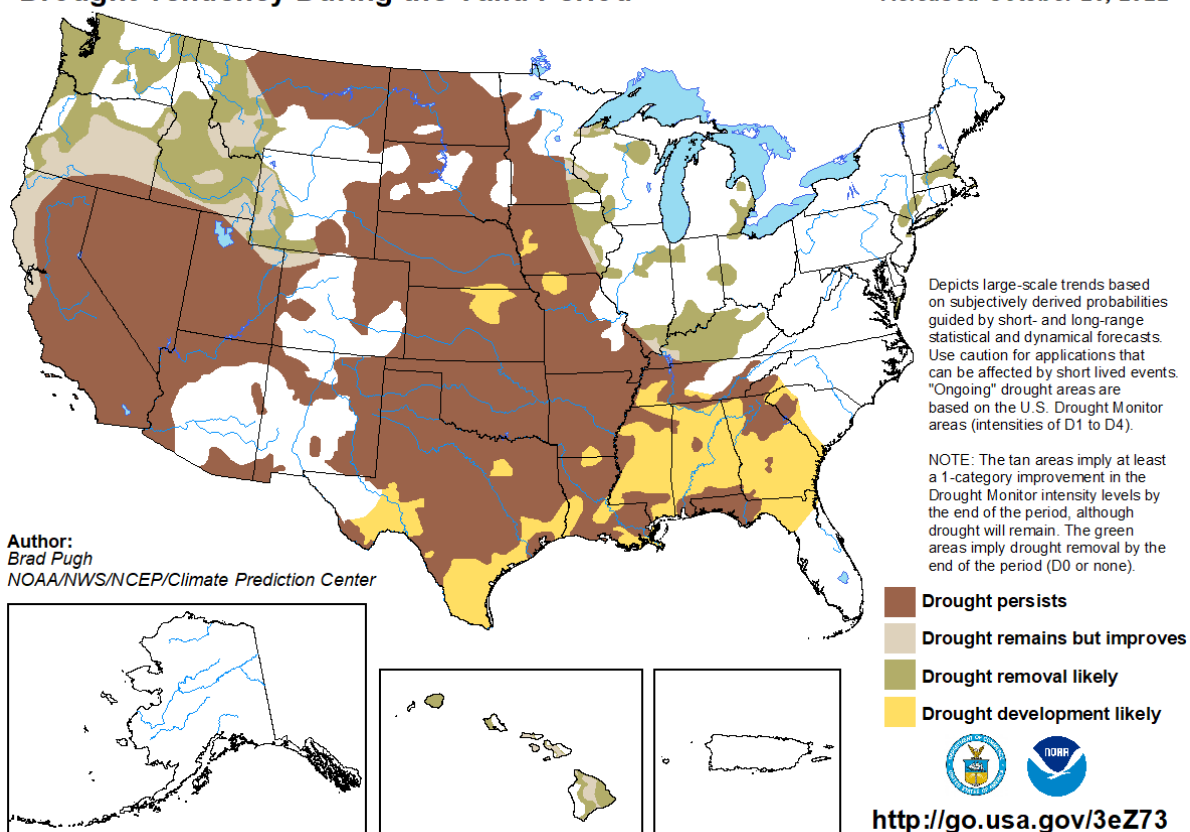 Depicts large-scale trends based
on subjectively derived probabilities
guided by short- and long-range
statistical and dynamical forecasts.
Use caution for applications that
can be affected by short lived events.
"Ongoing" drought areas are
based on the U.S. Drought Monitor
areas (intensities of D1 to D4).
NOTE: The tan areas imply at least
a 1-category improvement in the
Drought Monitor intensity levels by
the end of the period, although
drought will remain. The green
areas imply drought removal by the
end of the period (D0 or none).
Author:
Brad Pugh
NOAA/NWS/NCEP/Climate Prediction Center
Drought persists
Drought remains but improves
Drought removal likely
Drought development likely
NOAA
http://go.usa.gov/3eZ73